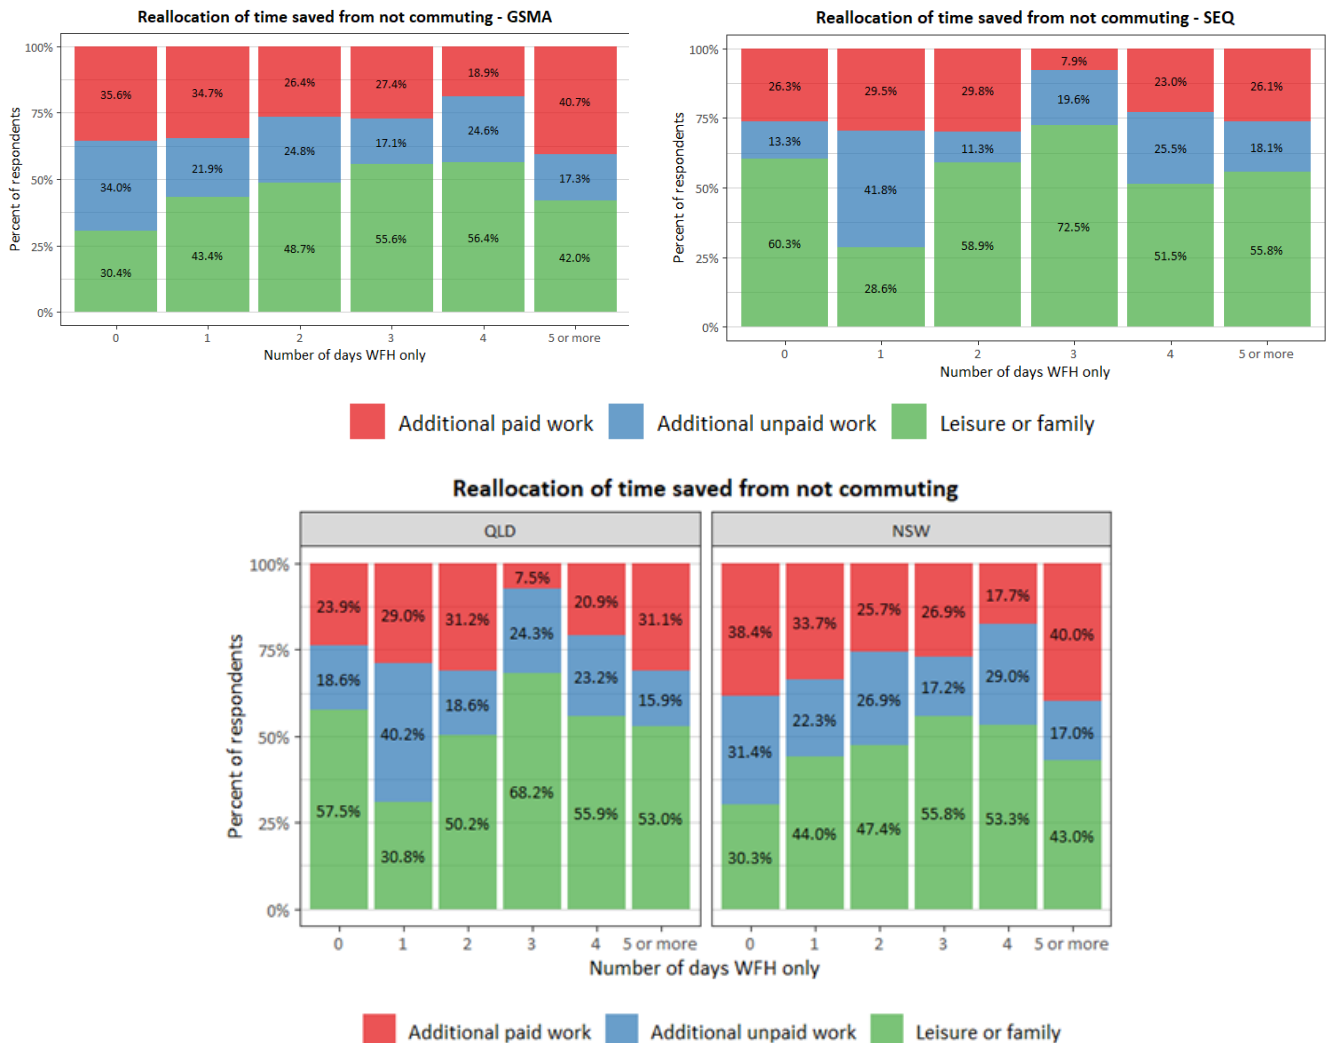 Reallocation of time saved from not commuting - GSMA
Percent of respondents
100%
75%
50%
25%
0%
35.6% 34.7% 26.4% 27.4% 18.9% 40.7%
34.0% 21.9% 24.8% 17.1% 24.6% 17.3%
30.4% 43.4% 48.7% 55.6% 56.4% 42.0%
0 1 2 3 4 5 or more
Number of days WFH only
Reallocation of time saved from not commuting - SEQ
Percent of respondents
100%
75%
50%
25%
0%
26.3% 29.5% 29.8% 7.9% 23.0% 26.1%
13.3% 41.8% 11.3% 19.6% 25.5% 18.1%
60.3% 28.6% 58.9% 72.5% 51.5% 55.8%
0 1 2 3 4 5 or more
Number of days WFH only
Additional paid work Additional unpaid work Leisure or family
Reallocation of time saved from not commuting
QLD NSW
Percent of respondents
100%
75%
50%
25%
0%
23.9% 29.0% 31.2% 7.5% 20.9% 31.1%
18.6% 40.2% 18.6% 24.3% 23.2% 15.9%
57.5% 30.8% 50.2% 68.2% 55.9% 53.0%
38.4% 33.7% 25.7% 26.9% 17.7% 40.0%
31.4% 22.3% 26.9% 17.2% 29.0% 17.0%
30.3% 44.0% 47.4% 55.8% 53.3% 43.0%
0 1 2 3 4 5 or more 0 1 2 3 4 5 or more
Number of days WFH only
Additional paid work Additional unpaid work Leisure or family